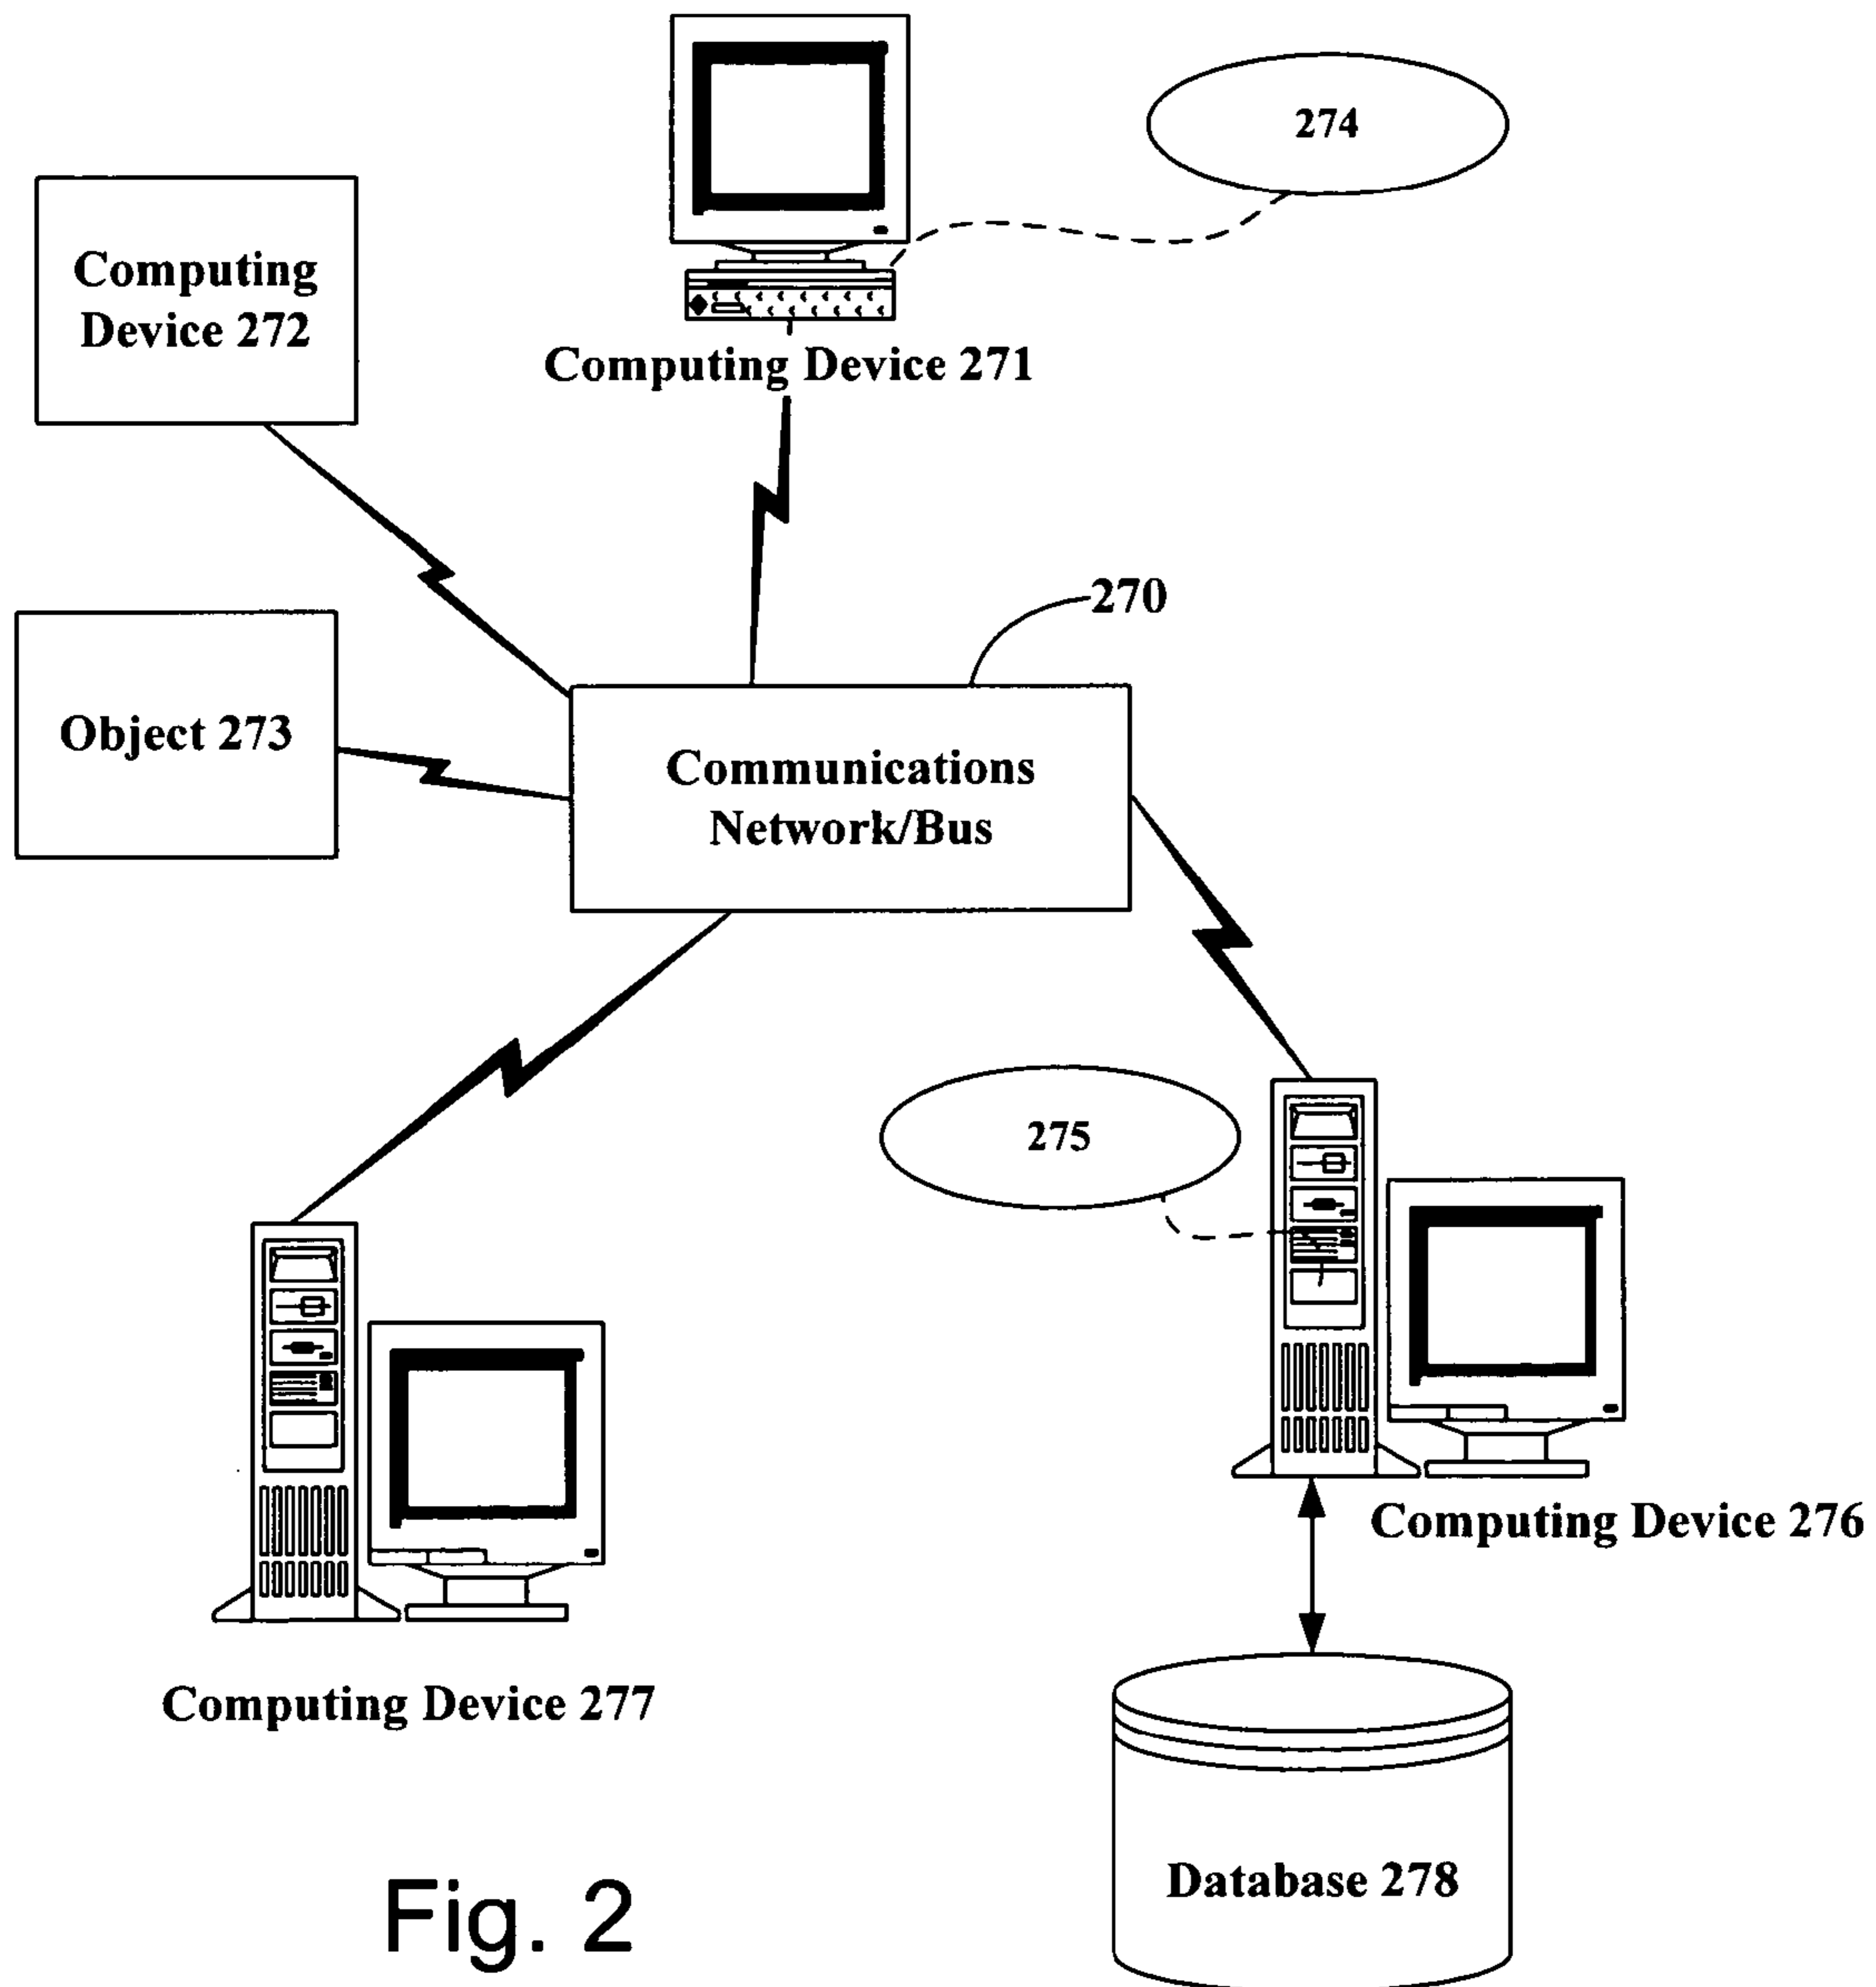 274
Computing
Device 272
Computing Device 271
270
Object 273
Communications
Network/Bus
275
Computing Device 276
Computing Device 277
Database 278
Fig. 2